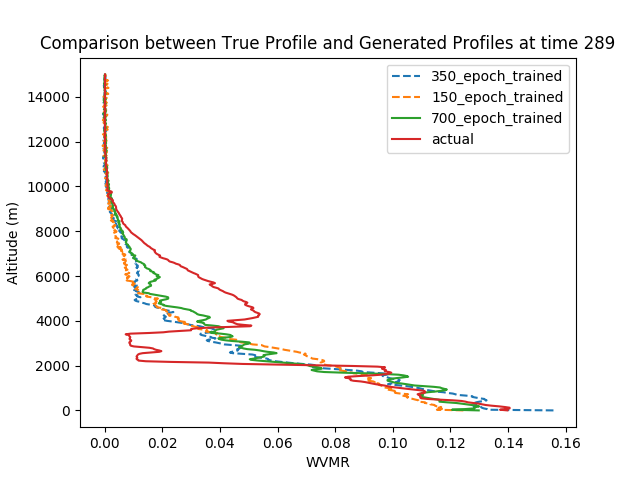 Comparison between True Profile and Generated Profiles at time 289
350_epoch_trained
150_epoch_trained
700_epoch_trained
actual
14000
12000
10000
8000
6000
4000
2000
0
Altitude (m)
0.00 0.02 0.04 0.06 0.08 0.10 0.12 0.14 0.16
WVMR